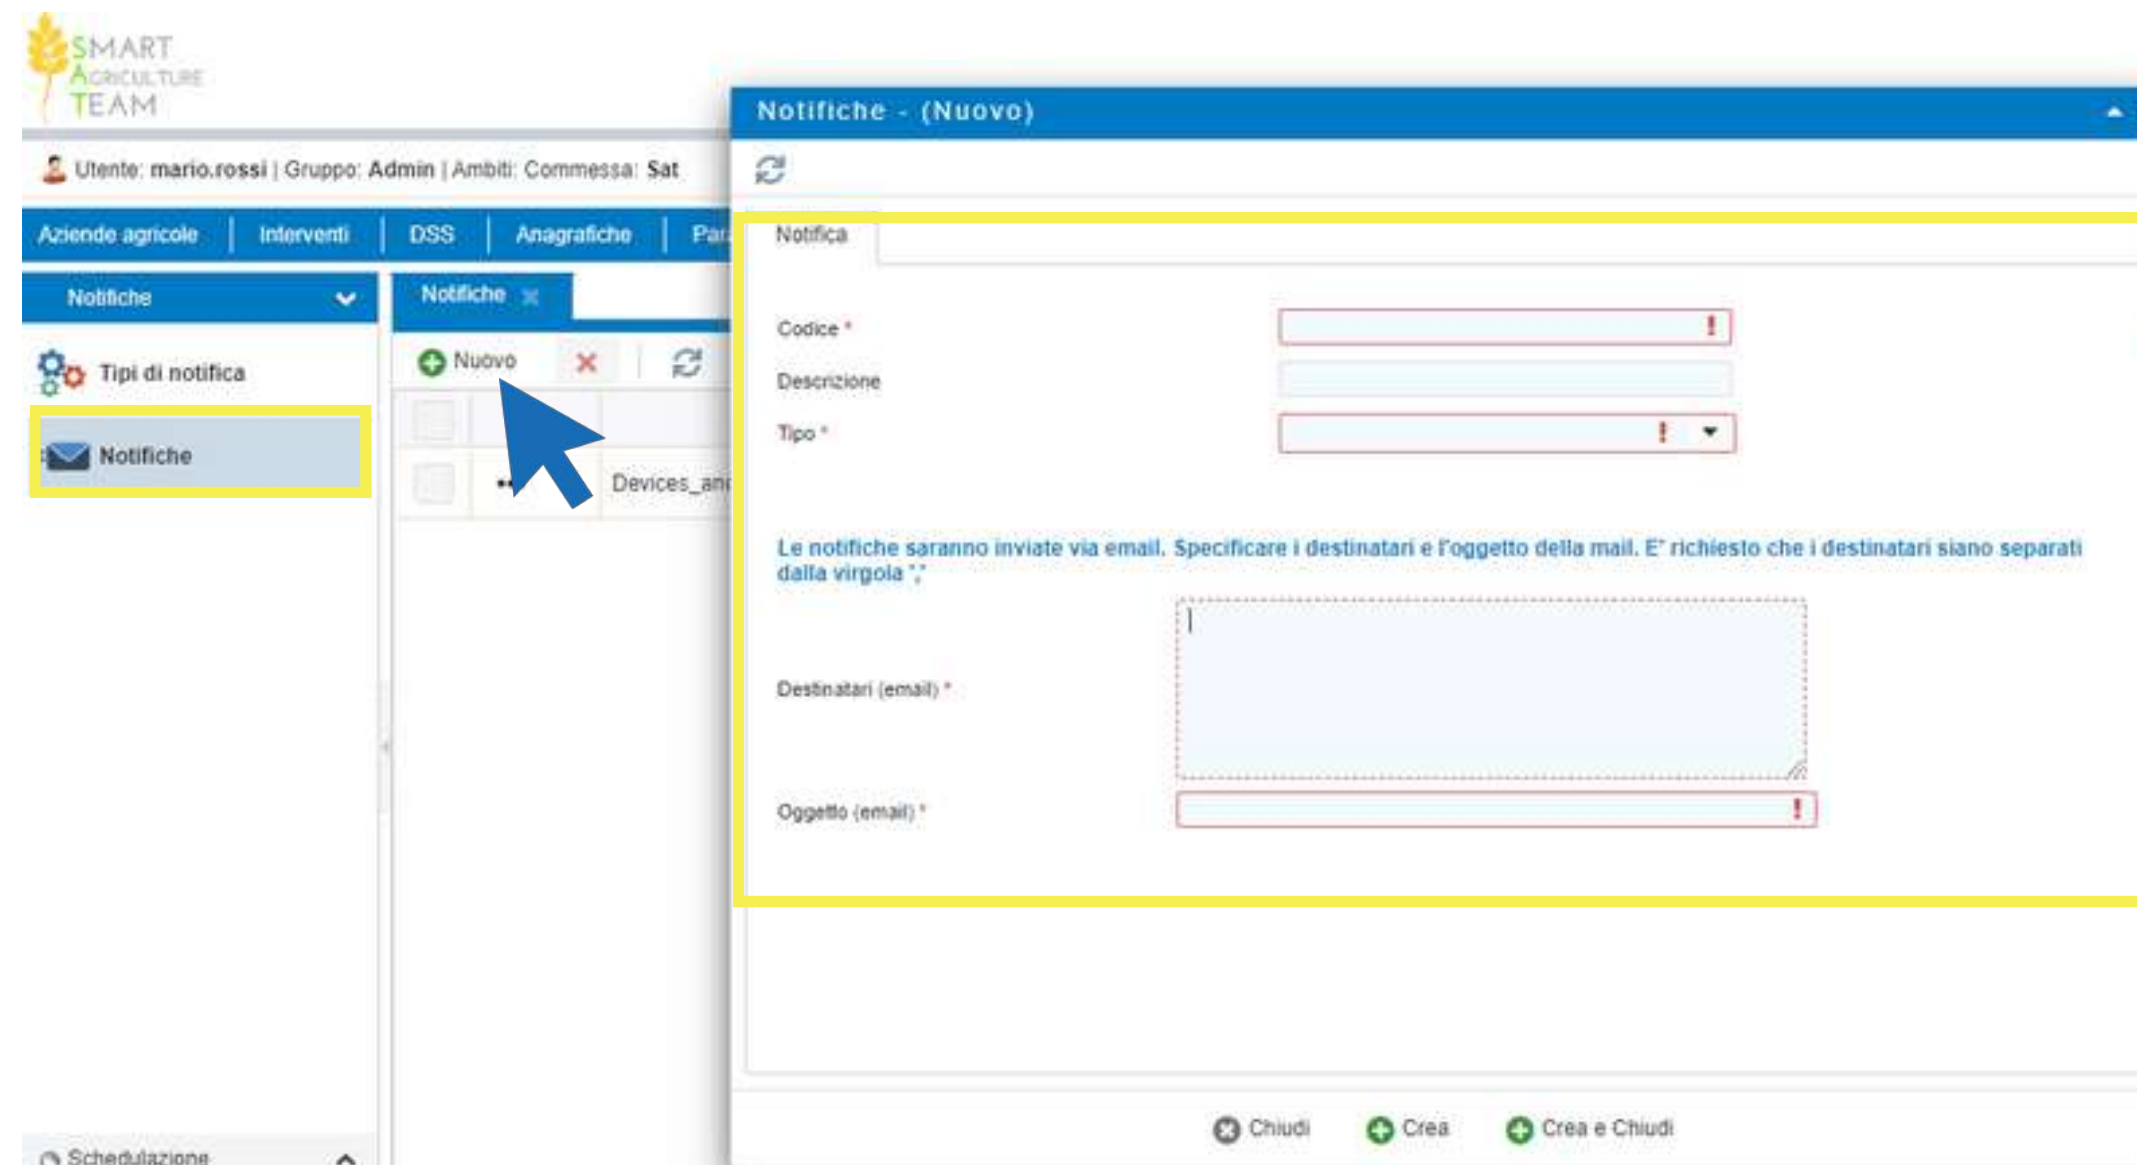 SMART
AGRICULTURE
TEAM
Utente: mario.rossi | Gruppo: Admin | Ambiti: Commessa: Sat
Aziende agricole Interventi DSS Anagrafiche Par
Notifiche
Tipi di notifica
Notifiche
Schedulazione
Notifiche
Nuovo
Devices_and
Notifiche - (Nuovo)
Notifica
Codice *
Descrizione
Tipo *
Le notifiche saranno inviate via email. Specificare i destinatari e l'oggetto della mail. E' richiesto che i destinatari siano separati
dalla virgola ","
Destinatari (email) *
Oggetto (email) *
Chiudi Crea Crea e Chiudi